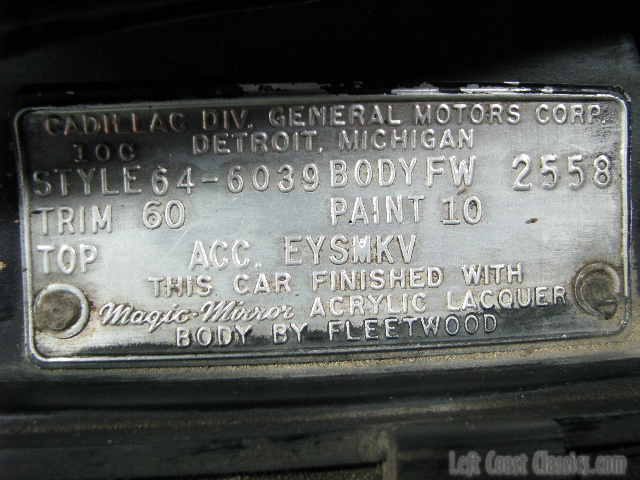 CADILLAC DIV. GENERAL MOTORS CORP.
DETROIT, MICHIGAN
10C
STYLE 64-6039 BODY FW 2558
TRIM 60 PAINT 10
TOP ACC. EYSMKV
THIS CAR FINISHED WITH
Magic-Mirror ACRYLIC LACQUER
BODY BY FLEETWOOD
Left Coast Classics.com